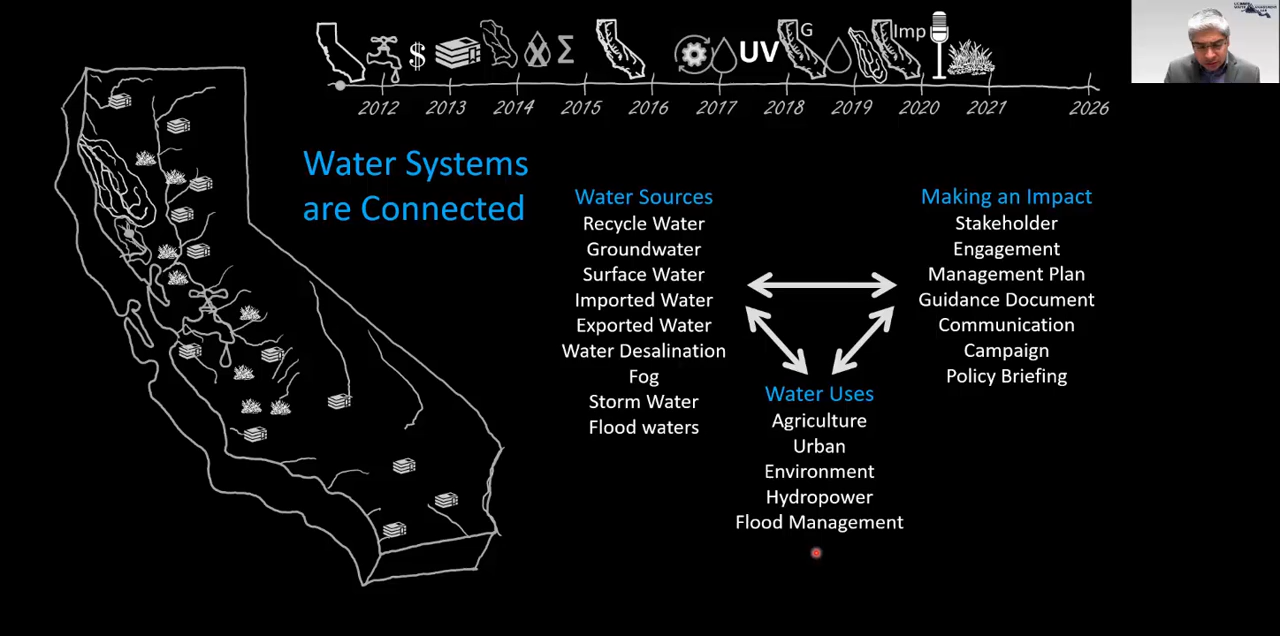 $
Σ
UV
G
Imp
2012 2013 2014 2015 2016 2017 2018 2019 2020 2021 2026
Water Systems
are Connected
Water Sources
Recycle Water
Groundwater
Surface Water
Imported Water
Exported Water
Water Desalination
Fog
Storm Water
Flood waters
Making an Impact
Stakeholder
Engagement
Management Plan
Guidance Document
Communication
Campaign
Policy Briefing
Water Uses
Agriculture
Urban
Environment
Hydropower
Flood Management